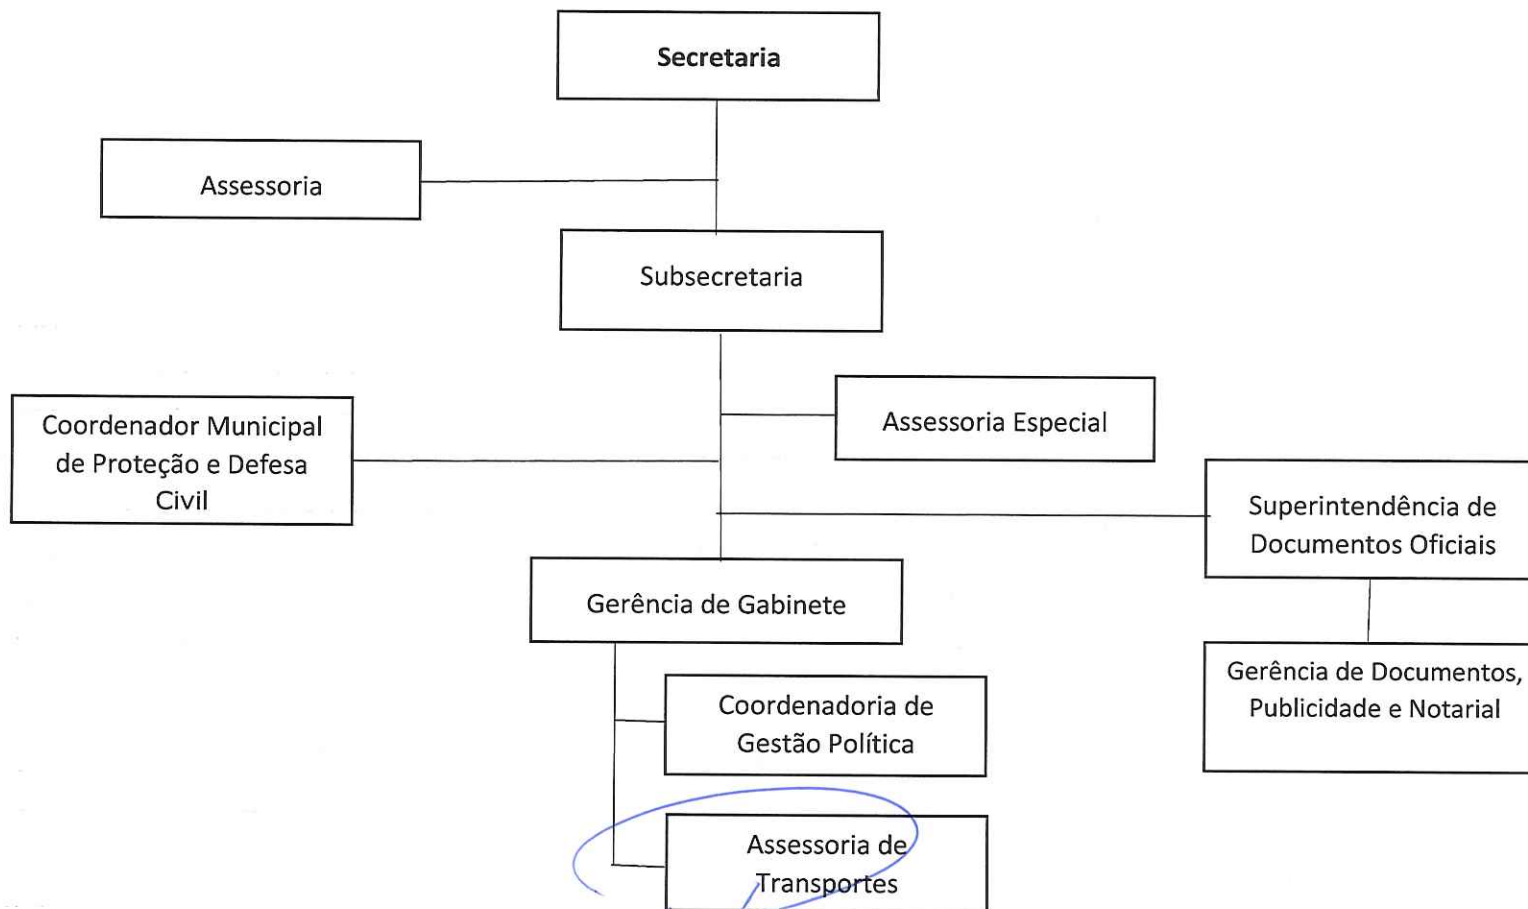 Secretaria
Assessoria
Subsecretaria
Assessoria Especial
Coordenador Municipal
de Proteção e Defesa
Civil
Superintendência de
Documentos Oficiais
Gerência de Gabinete
Gerência de Documentos,
Publicidade e Notarial
Coordenadoria de
Gestão Política
Assessoria de
Transportes